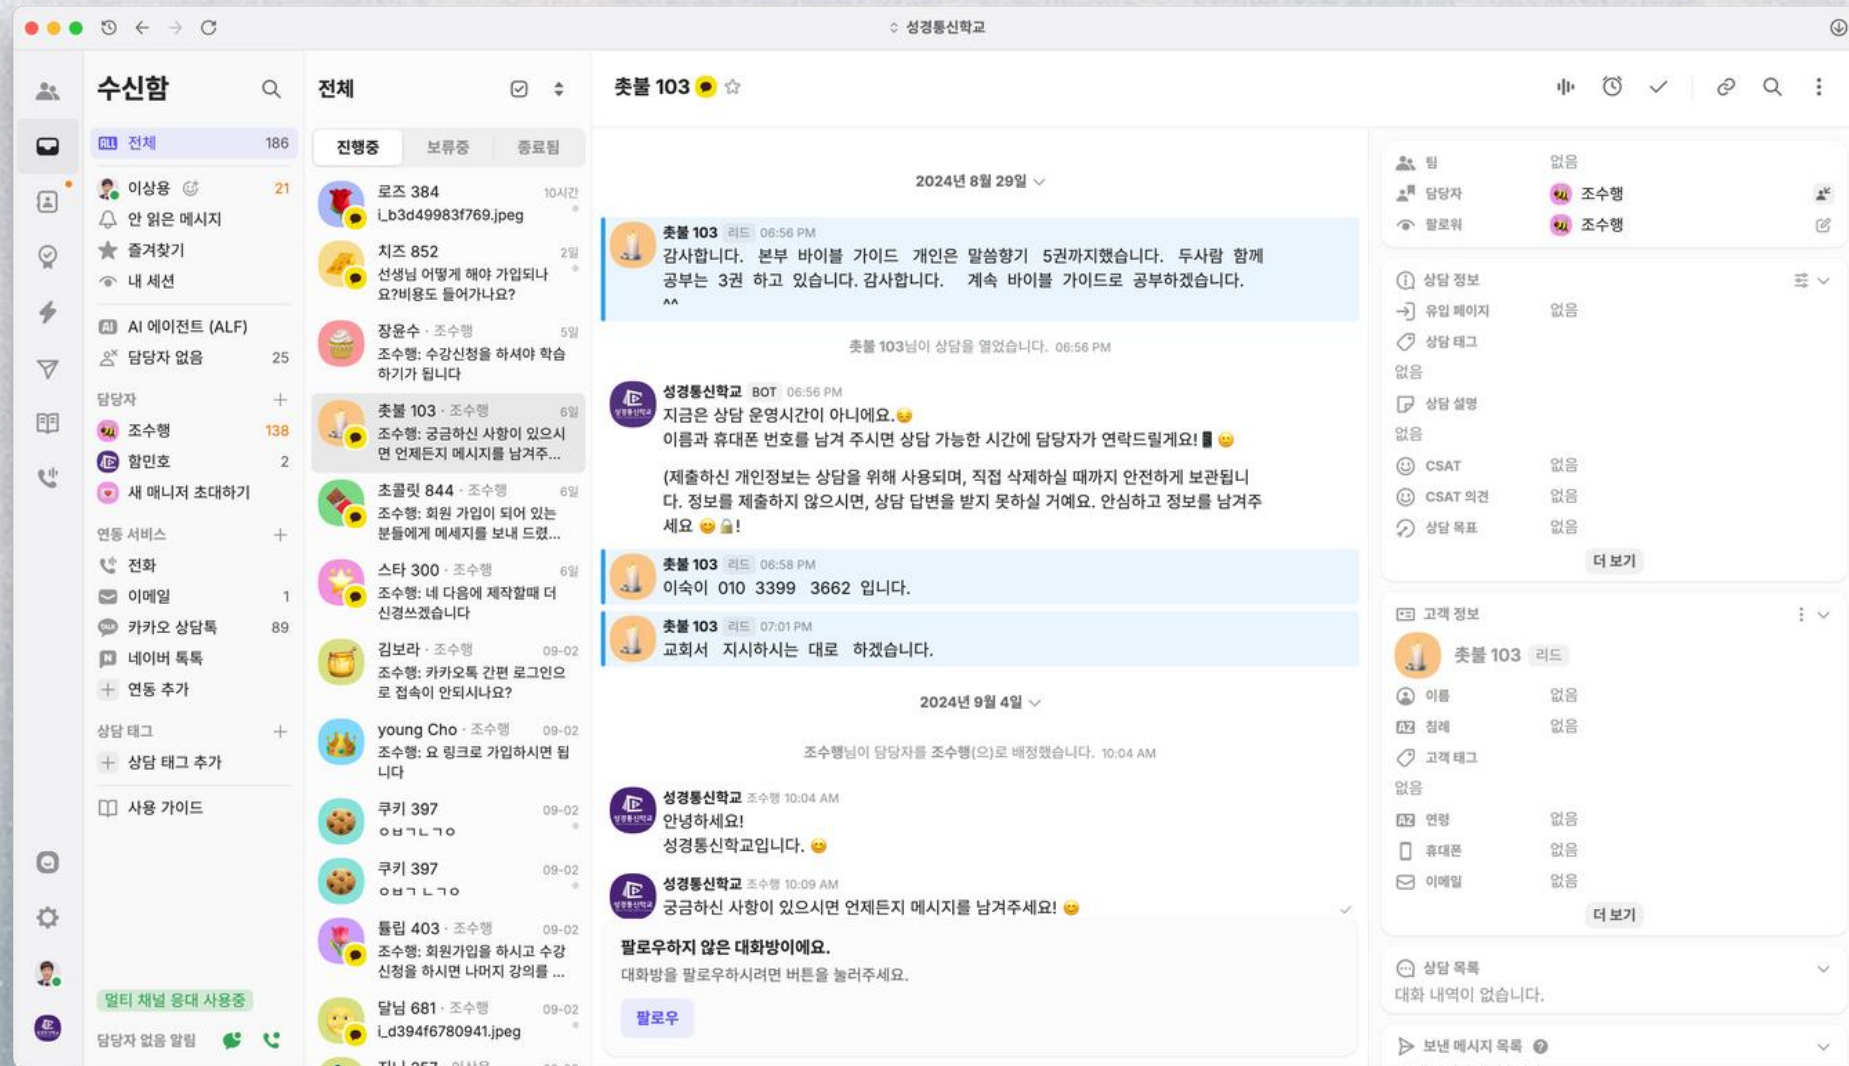 성경통신학교
수신함
ALL 전체 186
이상용 21
안 읽은 메시지
즐겨찾기
내 세션
AI AI 에이전트 (ALF)
담당자 없음 25
담당자
조수행 138
함민호 2
새 매니저 초대하기
연동 서비스
전화
이메일 1
카카오 상담톡 89
네이버 톡톡
연동 추가
상담 태그
상담 태그 추가
사용 가이드
멀티 채널 응대 사용중
담당자 없음 알림
전체
진행중 보류중 종료됨
로즈 384 10시간
i_b3d49983f769.jpeg
치즈 852 2일
선생님 어떻게 해야 가입되나
요?비용도 들어가나요?
장윤수 · 조수행 5일
조수행: 수강신청을 하셔야 학습
하기가 됩니다
촛불 103 · 조수행 6일
조수행: 궁금하신 사항이 있으시
면 언제든지 메시지를 남겨주...
초콜릿 844 · 조수행 6일
조수행: 회원 가입이 되어 있는
분들에게 메세지를 보내 드렸...
스타 300 · 조수행 6일
조수행: 네 다음에 제작할때 더
신경쓰겠습니다
김보라 · 조수행 09-02
조수행: 카카오톡 간편 로그인으
로 접속이 안되시나요?
young Cho · 조수행 09-02
조수행: 요 링크로 가입하시면 됩
니다
쿠키 397 09-02
ㅇㅂㄱㄴㄱㅇ
쿠키 397 09-02
ㅇㅂㄱㄴㄱㅇ
튤립 403 · 조수행 09-02
조수행: 회원가입을 하시고 수강
신청을 하시면 나머지 강의를 ...
달님 681 · 조수행 09-02
i_d394f6780941.jpeg
촛불 103
2024년 8월 29일
촛불 103 리드 06:56 PM
감사합니다. 본부 바이블 가이드 개인은 말씀향기 5권까지했습니다. 두사람 함께
공부는 3권 하고 있습니다. 감사합니다. 계속 바이블 가이드로 공부하겠습니다.
^^
촛불 103님이 상담을 열었습니다. 06:56 PM
성경통신학교 BOT 06:56 PM
지금은 상담 운영시간이 아니에요.😔
이름과 휴대폰 번호를 남겨 주시면 상담 가능한 시간에 담당자가 연락드릴게요!📱🙂
(제출하신 개인정보는 상담을 위해 사용되며, 직접 삭제하실 때까지 안전하게 보관됩니
다. 정보를 제출하지 않으시면, 상담 답변을 받지 못하실 거예요. 안심하고 정보를 남겨주
세요 😊🔒!
촛불 103 리드 06:58 PM
이숙이 010 3399 3662 입니다.
촛불 103 리드 07:01 PM
교회서 지시하시는 대로 하겠습니다.
2024년 9월 4일
조수행님이 담당자를 조수행(으)로 배정했습니다. 10:04 AM
성경통신학교 조수행 10:04 AM
안녕하세요!
성경통신학교입니다. 😊
성경통신학교 조수행 10:09 AM
궁금하신 사항이 있으시면 언제든지 메시지를 남겨주세요! 😊
팔로우하지 않은 대화방이에요.
대화방을 팔로우하시려면 버튼을 눌러주세요.
팔로우
팀 없음
담당자 조수행
팔로워 조수행
상담 정보
유입 페이지 없음
상담 태그
없음
상담 설명
없음
CSAT 없음
CSAT 의견 없음
상담 목표 없음
더 보기
고객 정보
촛불 103 리드
이름 없음
AZ 침례 없음
고객 태그
없음
AZ 연령 없음
휴대폰 없음
이메일 없음
더 보기
상담 목록
대화 내역이 없습니다.
보낸 메시지 목록